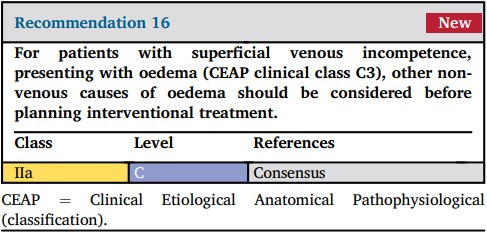 Recommendation 16 New
For patients with superficial venous incompetence,
presenting with oedema (CEAP clinical class C3), other non-
venous causes of oedema should be considered before
planning interventional treatment.
Class Level References
IIa C Consensus
CEAP = Clinical Etiological Anatomical Pathophysiological
(classification).